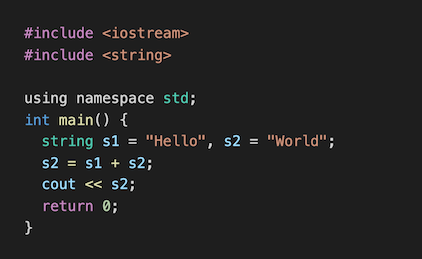 #include <iostream>
#include <string>

using namespace std;
int main() {
  string s1 = "Hello", s2 = "World";
  s2 = s1 + s2;
  cout << s2;
  return 0;
}